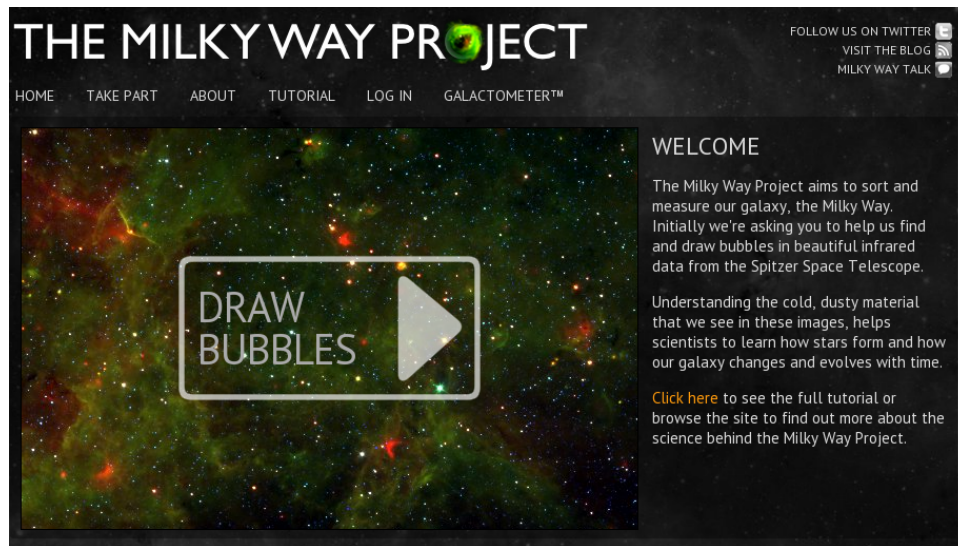 THE MILKY WAY PROJECT
FOLLOW US ON TWITTER
VISIT THE BLOG
MILKY WAY TALK
HOME TAKE PART ABOUT TUTORIAL LOG IN GALACTOMETER™
DRAW
BUBBLES
WELCOME
The Milky Way Project aims to sort and
measure our galaxy, the Milky Way.
Initially we're asking you to help us find
and draw bubbles in beautiful infrared
data from the Spitzer Space Telescope.
Understanding the cold, dusty material
that we see in these images, helps
scientists to learn how stars form and how
our galaxy changes and evolves with time.
Click here to see the full tutorial or
browse the site to find out more about the
science behind the Milky Way Project.